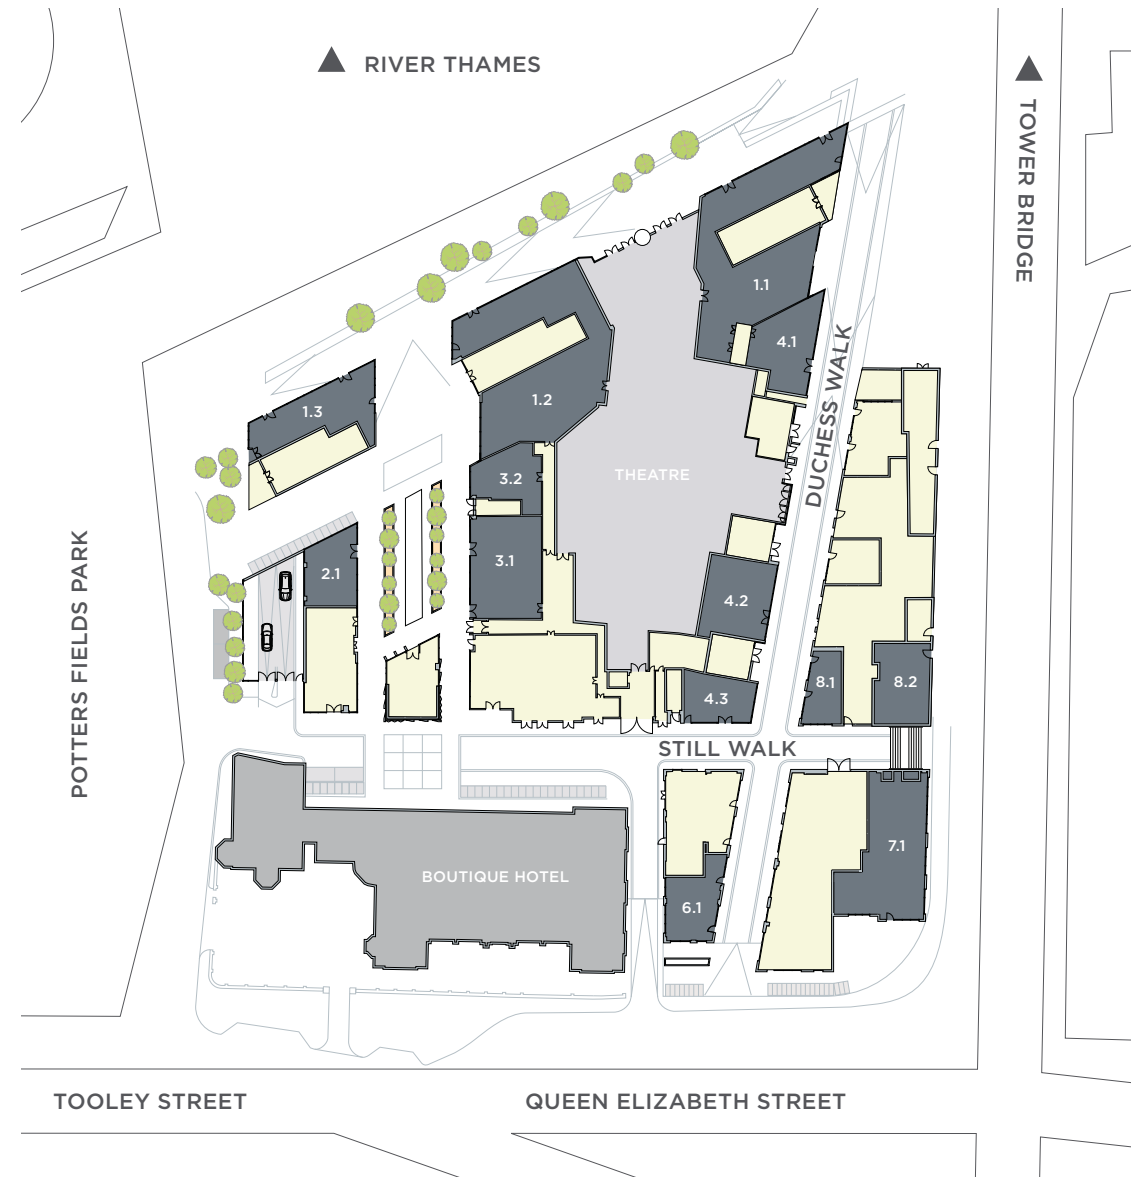 RIVER THAMES
TOWER BRIDGE
1.1
4.1
DUCHESS WALK
1.2
1.3
THEATRE
3.2
3.1
2.1
4.2
POTTERS FIELDS PARK
8.1
8.2
4.3
STILL WALK
7.1
BOUTIQUE HOTEL
6.1
TOOLEY STREET
QUEEN ELIZABETH STREET